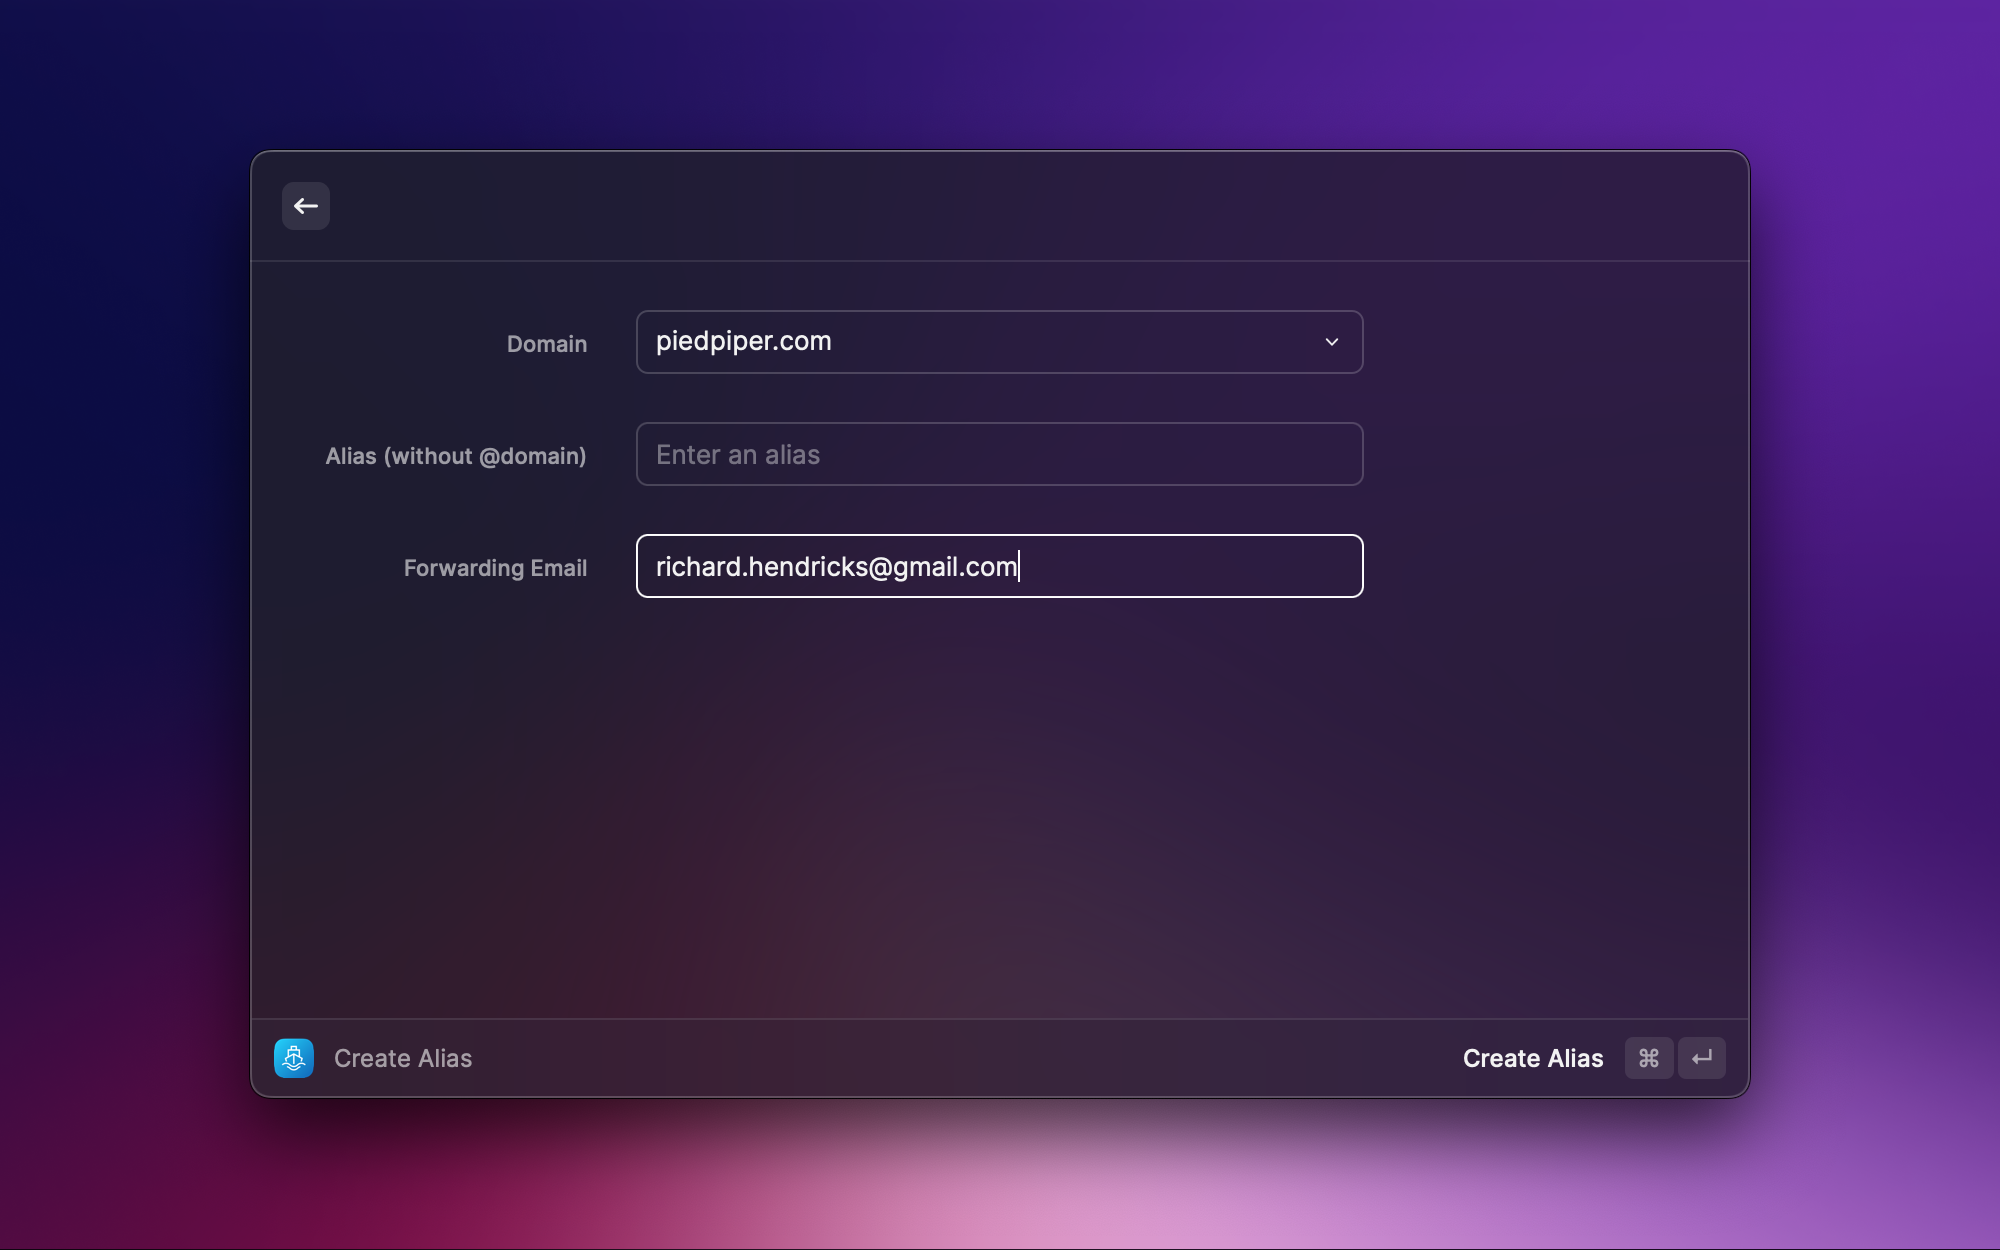 Domain
piedpiper.com
Alias (without @domain)
Enter an alias
Forwarding Email
richard.hendricks@gmail.com
Create Alias
Create Alias ⌘ ↵